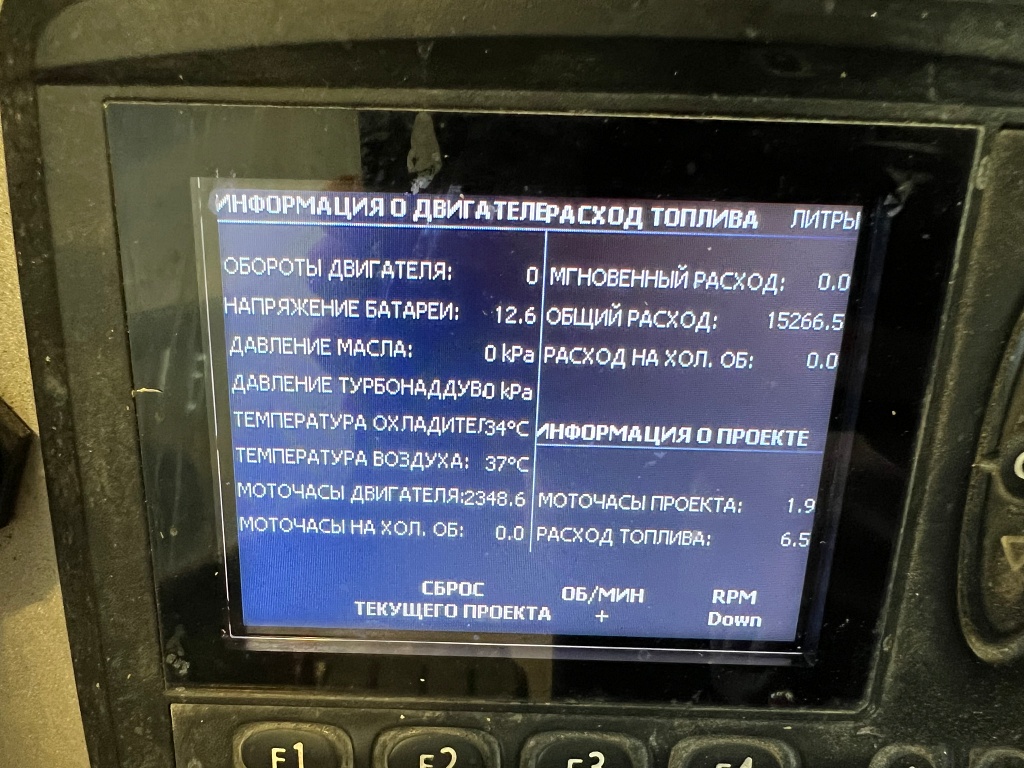 ИНФОРМАЦИЯ О ДВИГАТЕЛЕ
ОБОРОТЫ ДВИГАТЕЛЯ: 0
НАПРЯЖЕНИЕ БАТАРЕИ: 12.6
ДАВЛЕНИЕ МАСЛА: 0 kPa
ДАВЛЕНИЕ ТУРБОНАДДУВ0 kPa
ТЕМПЕРАТУРА ОХЛАДИТЕЛ34°C
ТЕМПЕРАТУРА ВОЗДУХА: 37°C
МОТОЧАСЫ ДВИГАТЕЛЯ:2348.6
МОТОЧАСЫ НА ХОЛ. ОБ: 0.0
РАСХОД ТОПЛИВА ЛИТРЫ
МГНОВЕННЫЙ РАСХОД: 0.0
ОБЩИЙ РАСХОД: 15266.5
РАСХОД НА ХОЛ. ОБ: 0.0
ИНФОРМАЦИЯ О ПРОЕКТЕ
МОТОЧАСЫ ПРОЕКТА: 1.9
РАСХОД ТОПЛИВА: 6.5
СБРОС
ТЕКУЩЕГО ПРОЕКТА
ОБ/МИН
+
RPM
Down
F1 F2 F3 F4